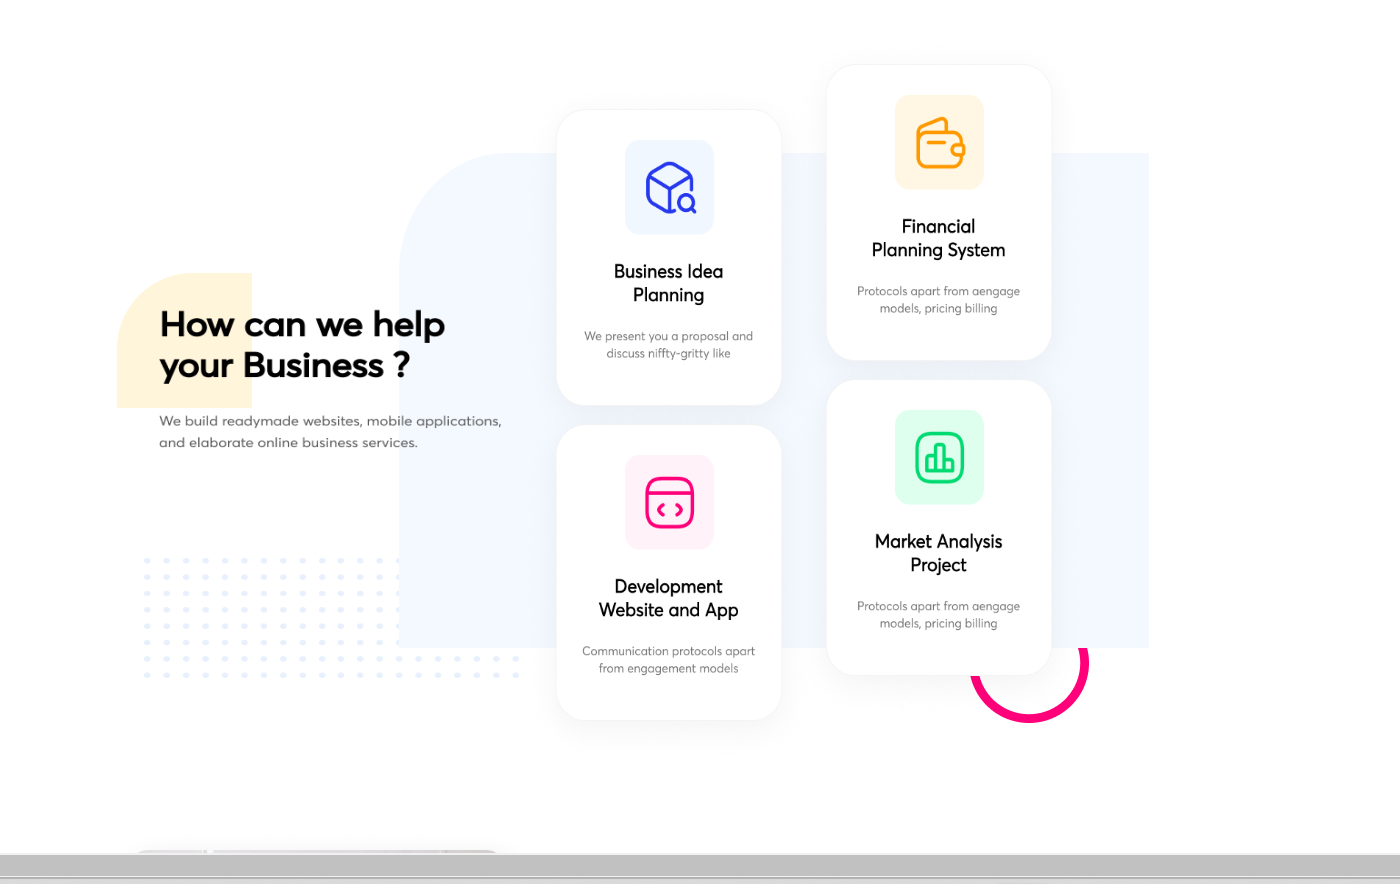 How can we help
your Business ?
We build readymade websites, mobile applications,
and elaborate online business services.
Business Idea
Planning
We present you a proposal and
discuss niffty-gritty like
Financial
Planning System
Protocols apart from aengage
models, pricing billing
Development
Website and App
Communication protocols apart
from engagement models
Market Analysis
Project
Protocols apart from aengage
models, pricing billing